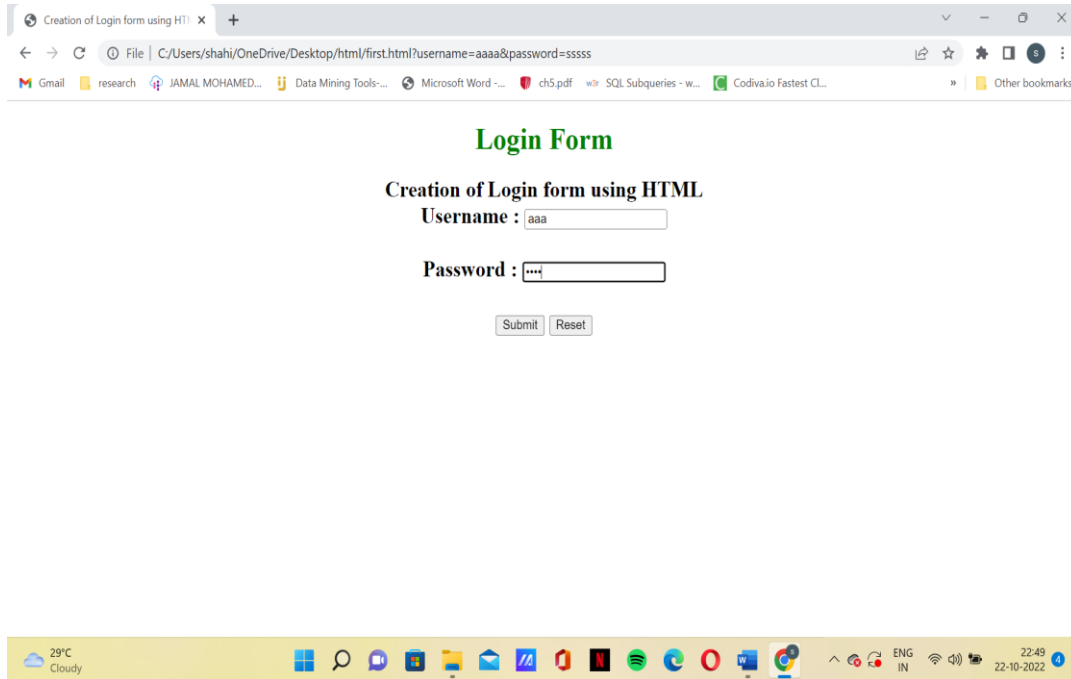 Creation of Login form using HT
File | C:/Users/shahi/OneDrive/Desktop/html/first.html?username=aaaa&password=sssss
S
Gmail research JAMAL MOHAMED... Data Mining Tools-... Microsoft Word -... ch5.pdf w3r SQL Subqueries - w... Codiva.io Fastest Cl... » Other bookmarks
Login Form
Creation of Login form using HTML
Username : aaa
Password : ••••
Submit Reset
29°C
Cloudy
ENG
IN
22:49
22-10-2022
4